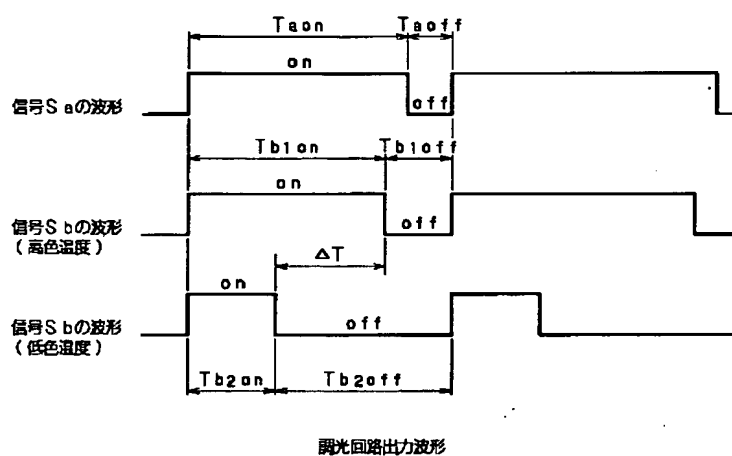 Taon Taoff
on
信号Saの波形
off
Tb1on Tb1off
on
信号Sbの波形
off
(高色温度)
ΔT
on
信号Sbの波形
off
(低色温度)
Tb2on Tb2off
調光回路出力波形